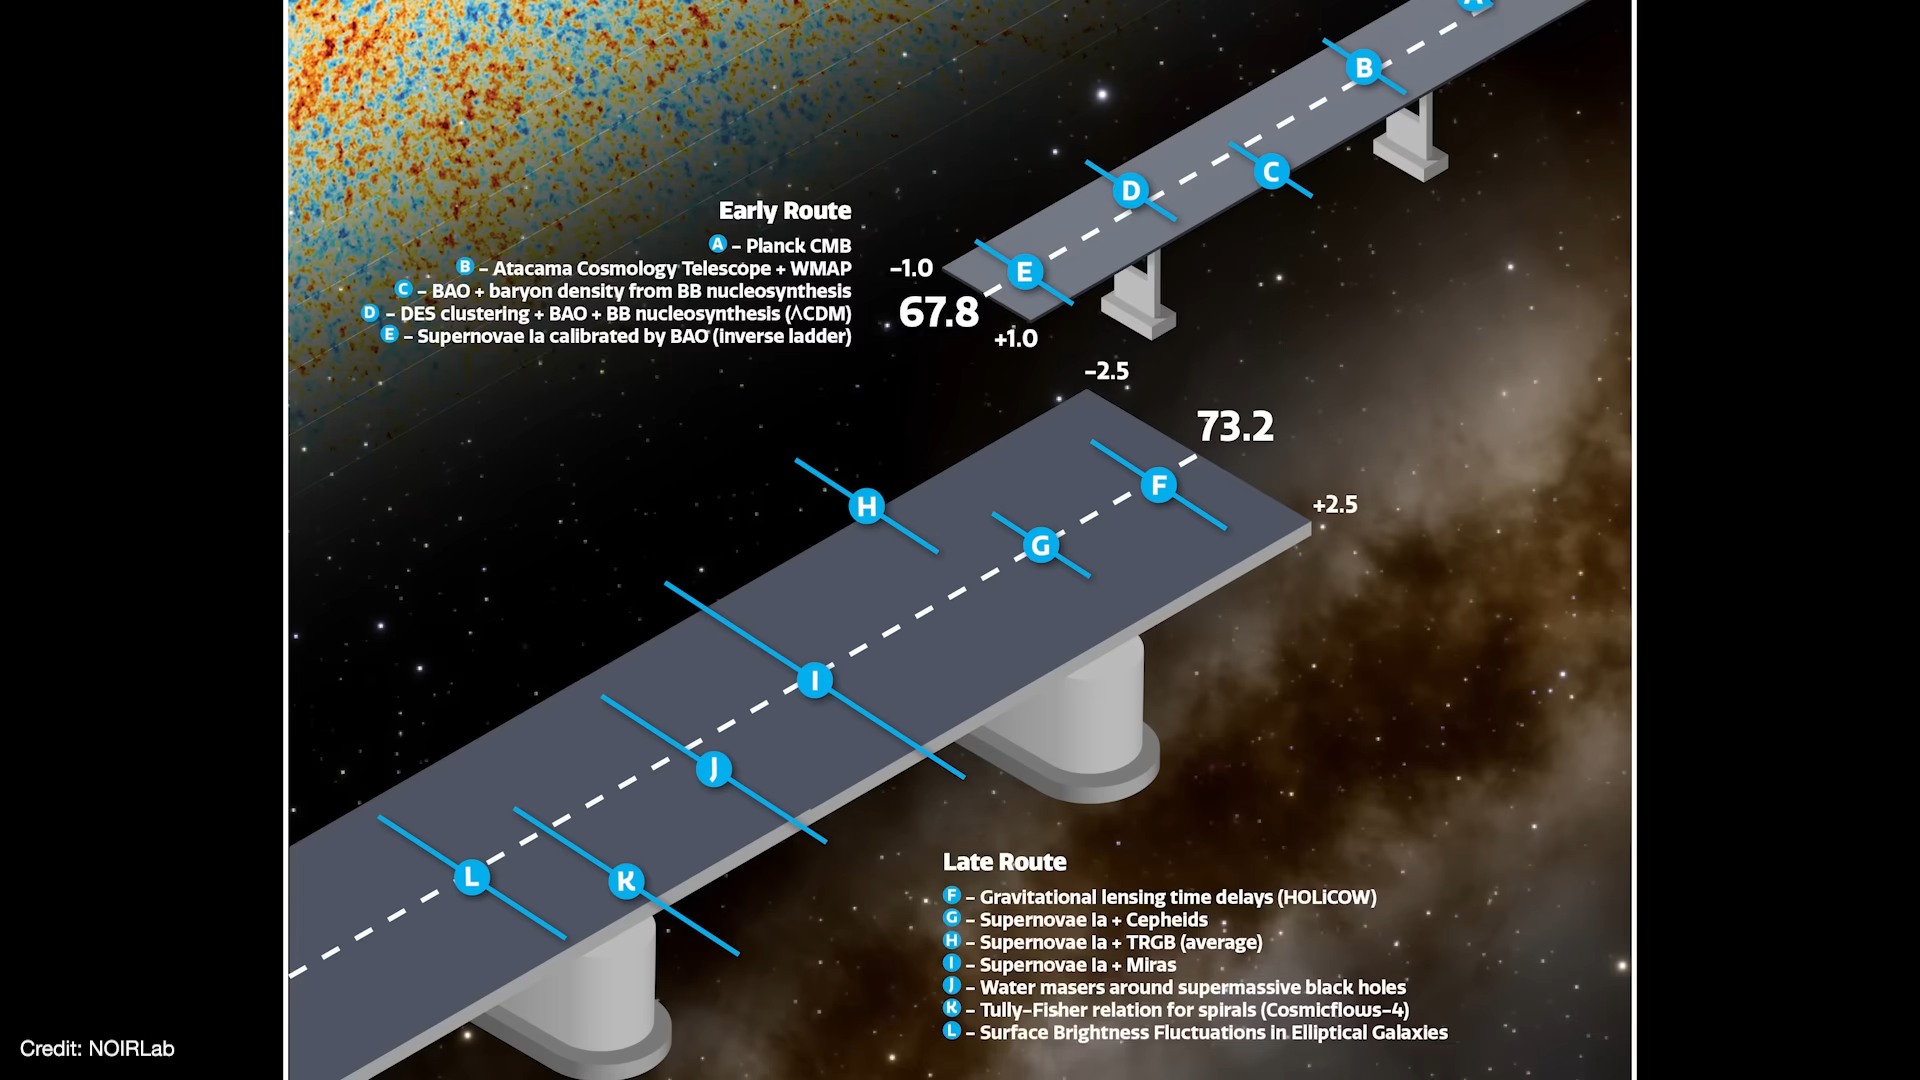 A
B
C
D
E
Early Route
A – Planck CMB
B – Atacama Cosmology Telescope + WMAP
C – BAO + baryon density from BB nucleosynthesis
D – DES clustering + BAO + BB nucleosynthesis (ΛCDM)
E – Supernovae Ia calibrated by BAO (inverse ladder)
–1.0
67.8
+1.0
–2.5
73.2
+2.5
F
G
H
I
J
K
L
Late Route
F – Gravitational lensing time delays (HOLiCOW)
G – Supernovae Ia + Cepheids
H – Supernovae Ia + TRGB (average)
I – Supernovae Ia + Miras
J – Water masers around supermassive black holes
K – Tully–Fisher relation for spirals (Cosmicflows–4)
L – Surface Brightness Fluctuations in Elliptical Galaxies
Credit: NOIRLab